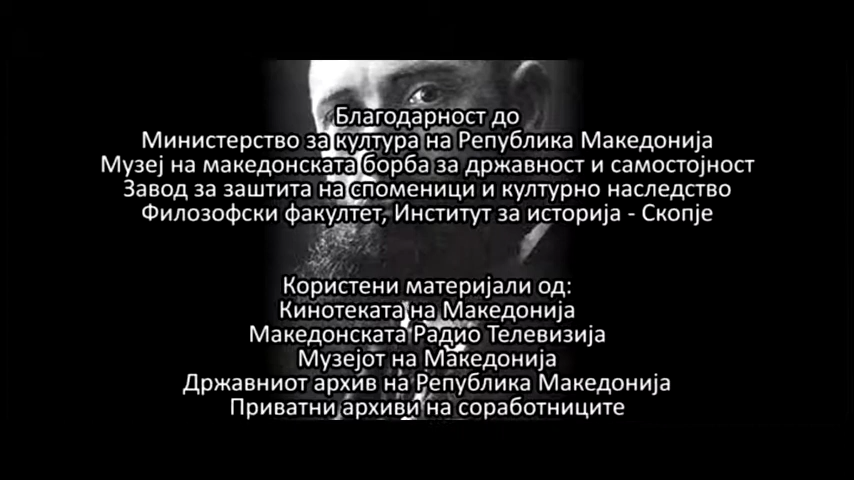 Благодарност до
Министерство за култура на Република Македонија
Музеј на македонската борба за државност и самостојност
Завод за заштита на споменици и културно наследство
Филозофски факултет, Институт за историја - Скопје
Користени материјали од:
Кинотеката на Македонија
Македонската Радио Телевизија
Музејот на Македонија
Државниот архив на Република Македонија
Приватни архиви на соработниците